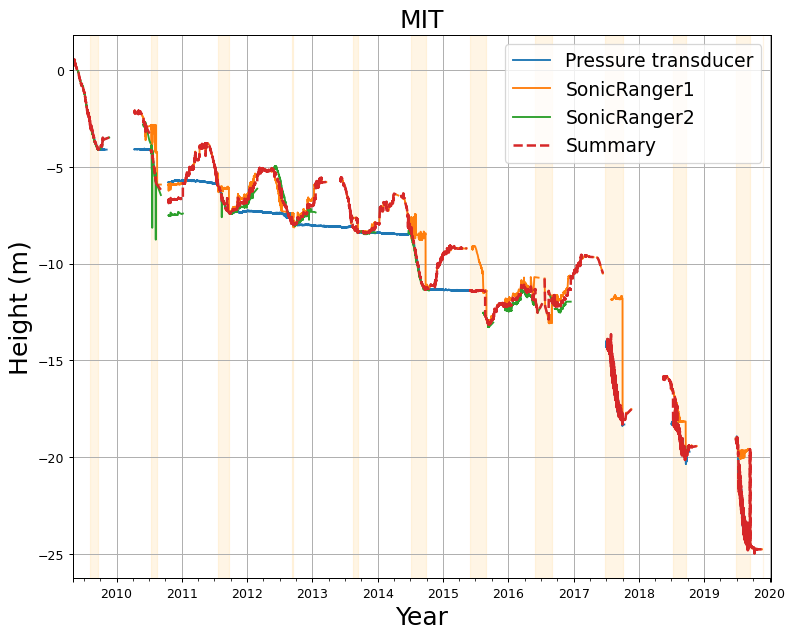 MIT
Pressure transducer
SonicRanger1
SonicRanger2
Summary
Height (m)
0
−5
−10
−15
−20
−25
2010 2011 2012 2013 2014 2015 2016 2017 2018 2019 2020
Year